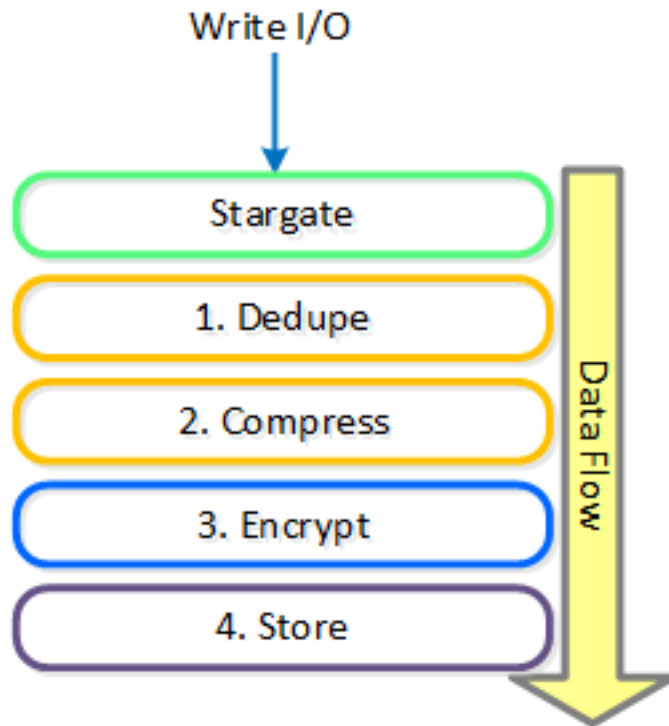 Write I/O
Stargate
1. Dedupe
2. Compress
3. Encrypt
4. Store
Data Flow